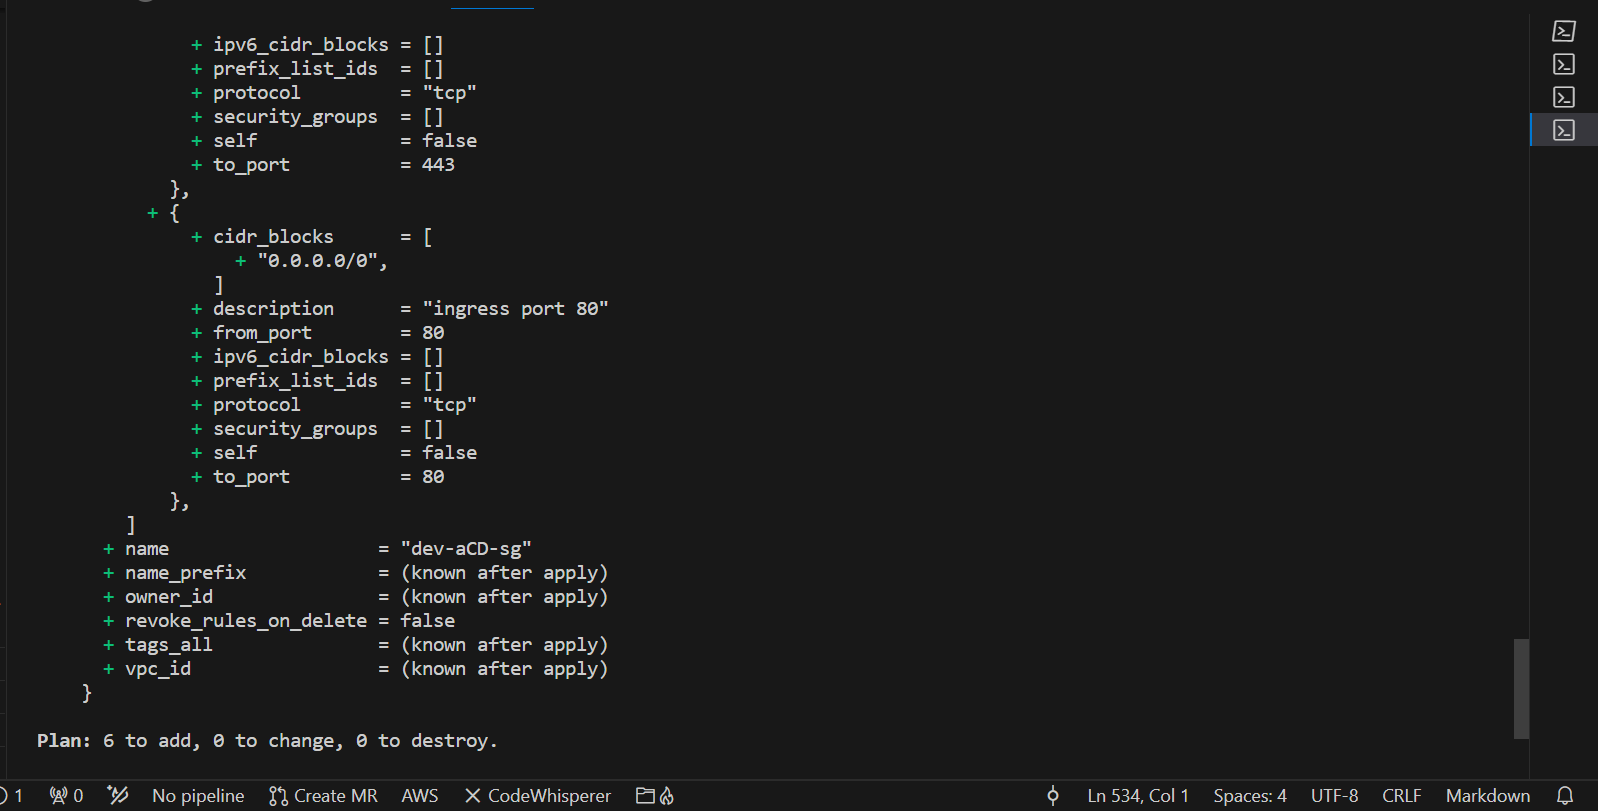 + ipv6_cidr_blocks = []
+ prefix_list_ids  = []
+ protocol         = "tcp"
+ security_groups  = []
+ self             = false
+ to_port          = 443
},
+ {
+ cidr_blocks      = [
+ "0.0.0.0/0",
]
+ description      = "ingress port 80"
+ from_port        = 80
+ ipv6_cidr_blocks = []
+ prefix_list_ids  = []
+ protocol         = "tcp"
+ security_groups  = []
+ self             = false
+ to_port          = 80
},
]
+ name                   = "dev-aCD-sg"
+ name_prefix            = (known after apply)
+ owner_id               = (known after apply)
+ revoke_rules_on_delete = false
+ tags_all               = (known after apply)
+ vpc_id                 = (known after apply)
}
Plan: 6 to add, 0 to change, 0 to destroy.
1 0 No pipeline Create MR AWS CodeWhisperer Ln 534, Col 1 Spaces: 4 UTF-8 CRLF Markdown